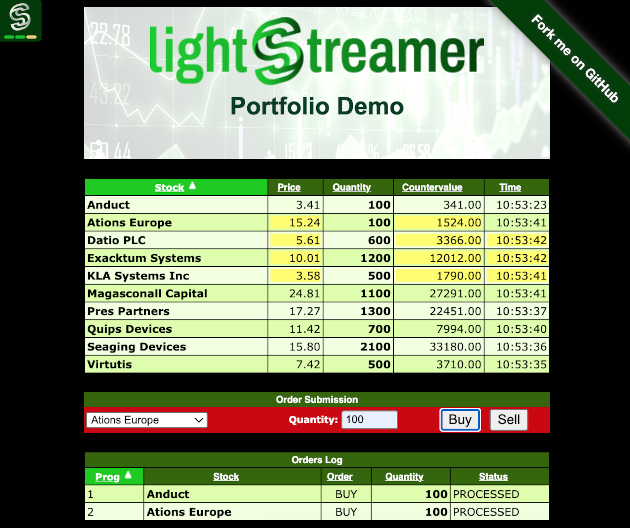 lightStreamer
Fork me on GitHub
Portfolio Demo
Stock Price Quantity Countervalue Time
Anduct 3.41 100 341.00 10:53:23
Ations Europe 15.24 100 1524.00 10:53:41
Datio PLC 5.61 600 3366.00 10:53:42
Exacktum Systems 10.01 1200 12012.00 10:53:42
KLA Systems Inc 3.58 500 1790.00 10:53:41
Magasconall Capital 24.81 1100 27291.00 10:53:41
Pres Partners 17.27 1300 22451.00 10:53:37
Quips Devices 11.42 700 7994.00 10:53:40
Seaging Devices 15.80 2100 33180.00 10:53:36
Virtutis 7.42 500 3710.00 10:53:35
Order Submission
Ations Europe Quantity: 100 Buy Sell
Orders Log
Prog Stock Order Quantity Status
1 Anduct BUY 100 PROCESSED
2 Ations Europe BUY 100 PROCESSED